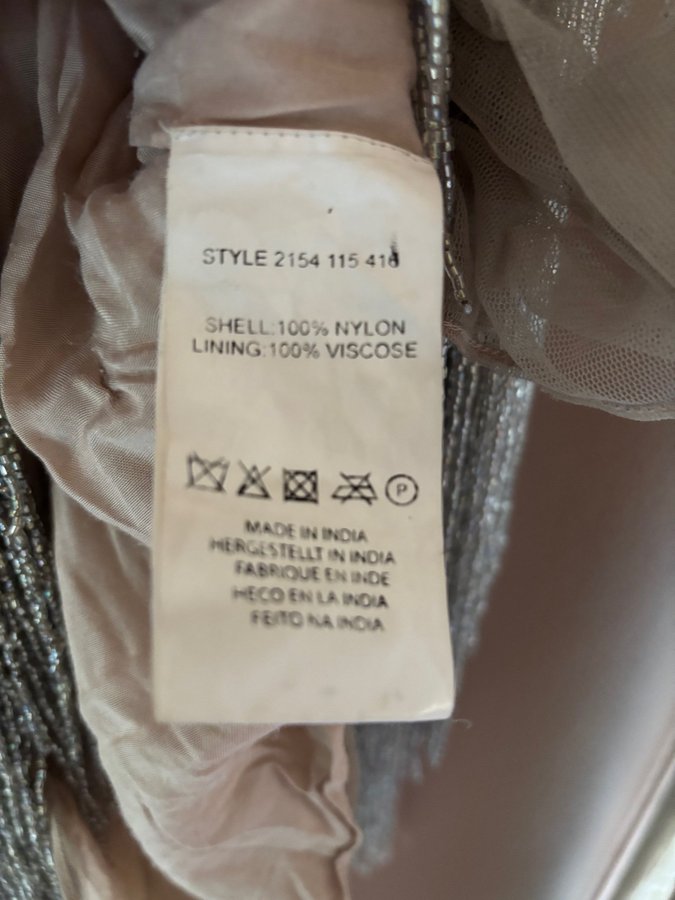 STYLE 2154 115 416
SHELL:100% NYLON
LINING:100% VISCOSE
P
MADE IN INDIA
HERGESTELLT IN INDIA
FABRIQUE EN INDE
HECO EN LA INDIA
FEITO NA INDIA